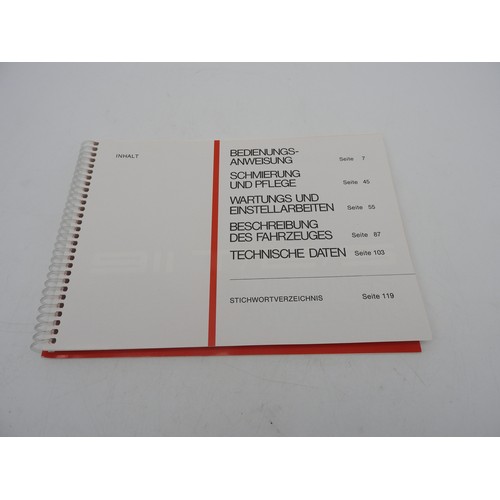 INHALT
BEDIENUNGS-
ANWEISUNG Seite 7
SCHMIERUNG
UND PFLEGE Seite 45
WARTUNGS UND
EINSTELLARBEITEN Seite 55
BESCHREIBUNG
DES FAHRZEUGES Seite 87
TECHNISCHE DATEN Seite 103
STICHWORTVERZEICHNIS Seite 119